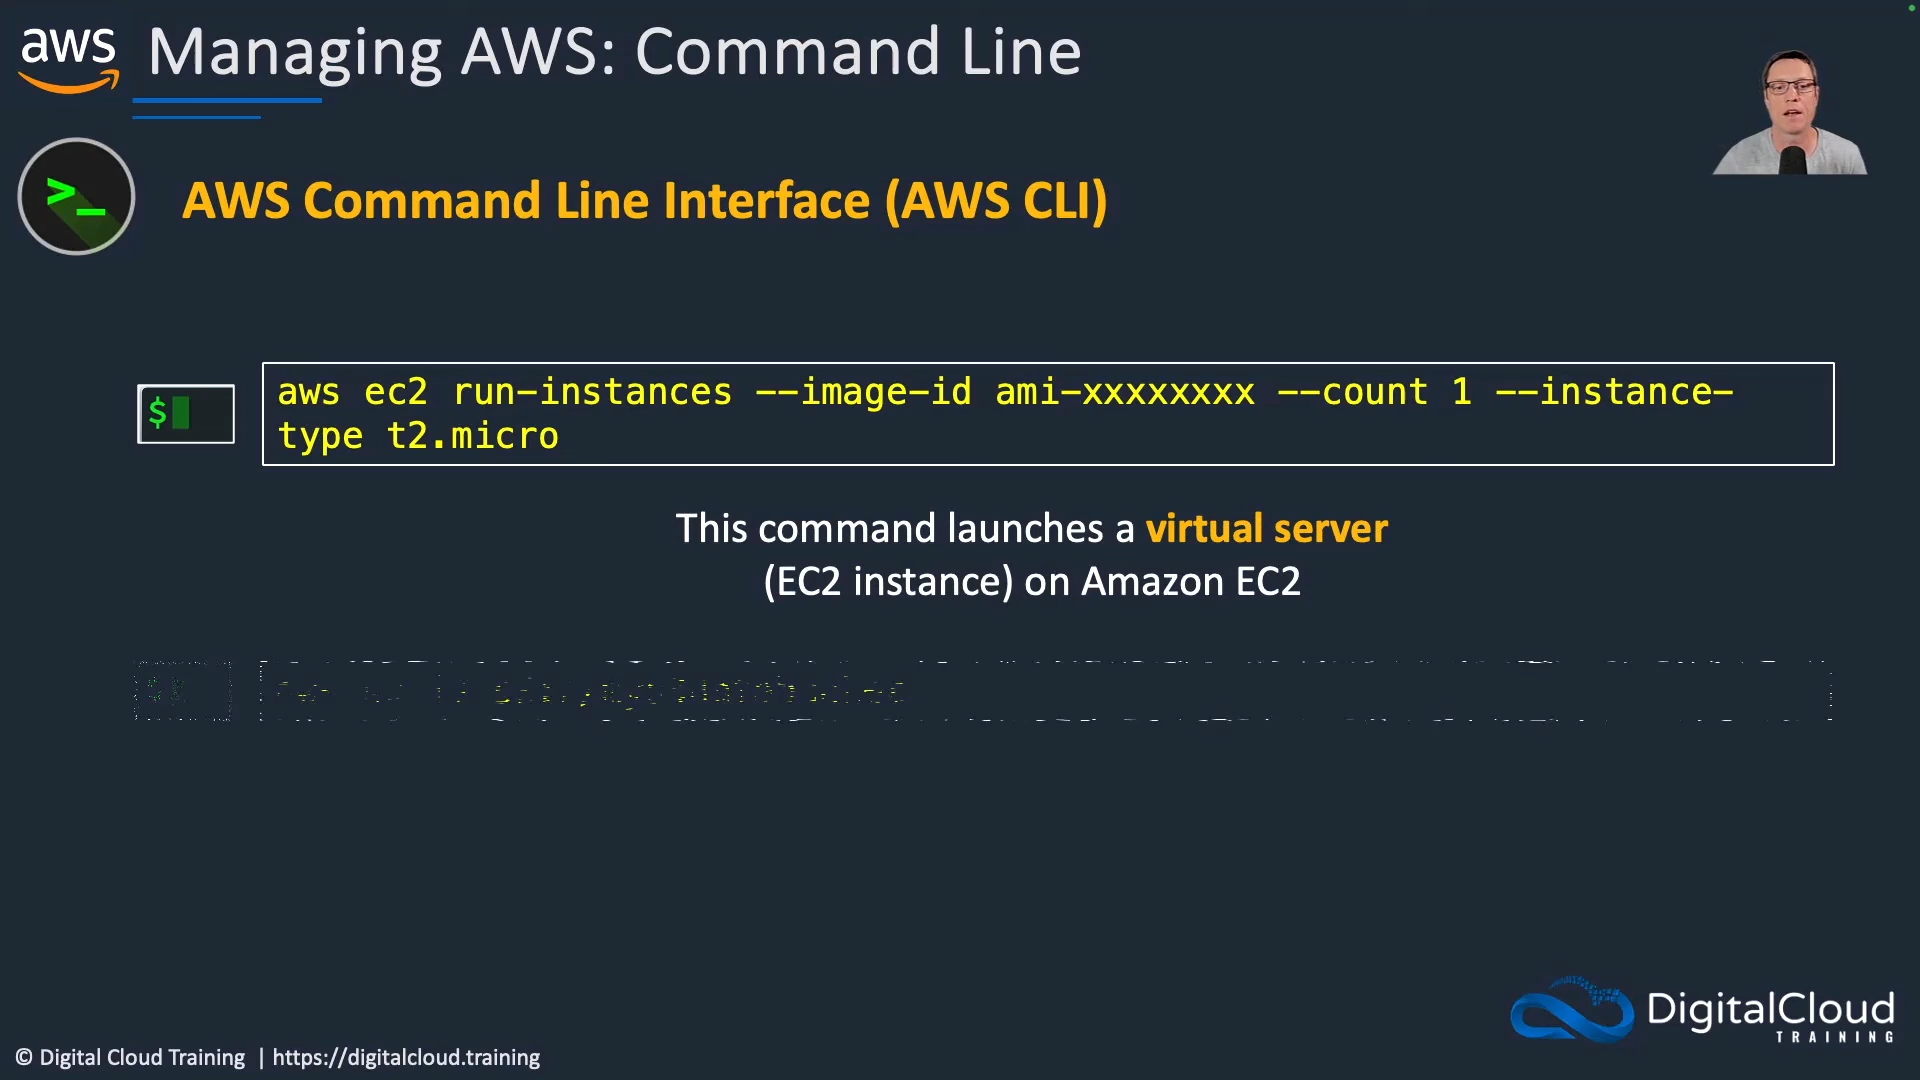 aws
Managing AWS: Command Line
>_
AWS Command Line Interface (AWS CLI)
$
aws ec2 run-instances --image-id ami-xxxxxxxx --count 1 --instance-
type t2.micro
This command launches a virtual server
(EC2 instance) on Amazon EC2
DigitalCloud
TRAINING
© Digital Cloud Training | https://digitalcloud.training